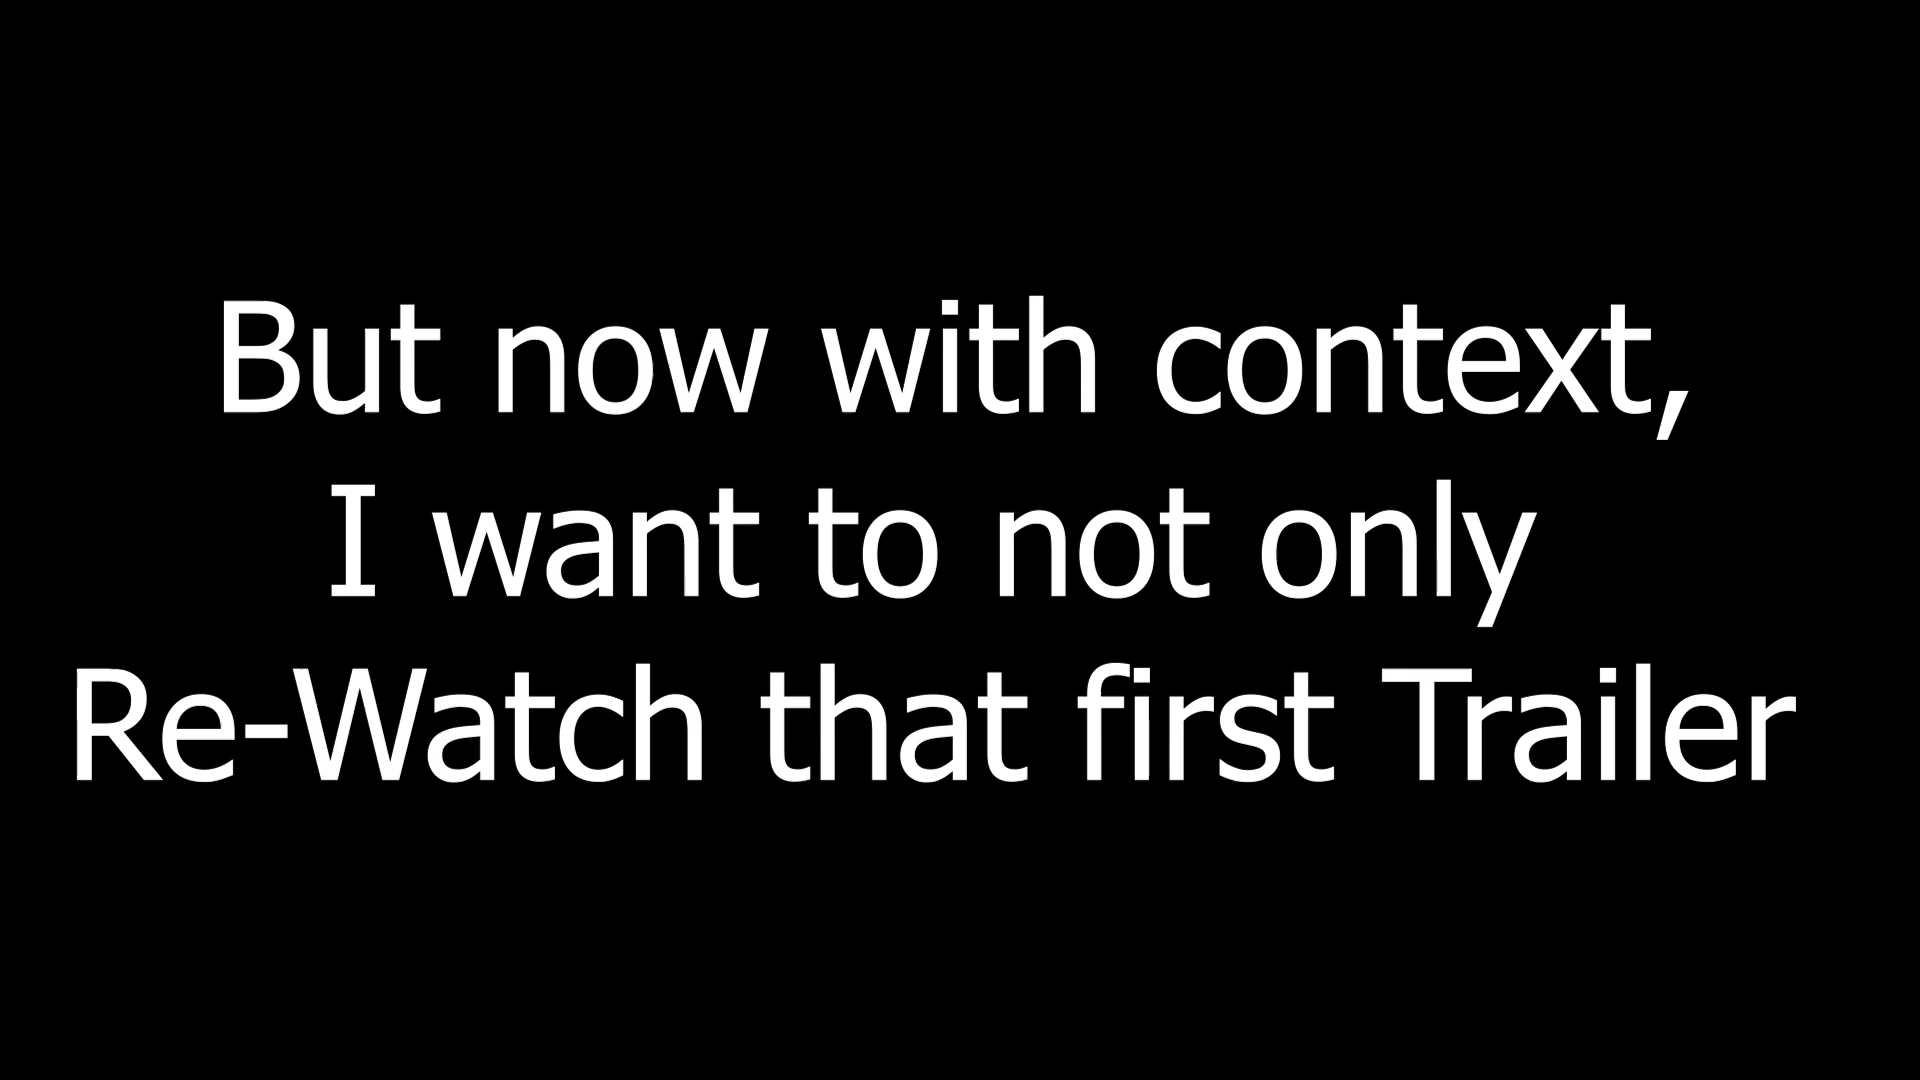 But now with context,
I want to not only
Re-Watch that first Trailer